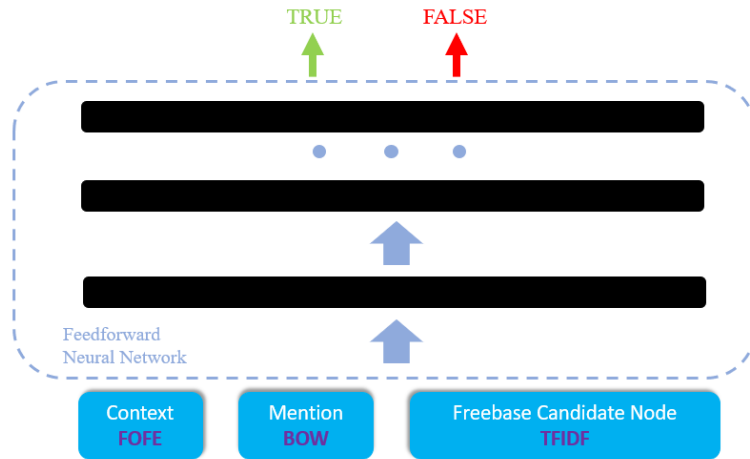 TRUE
FALSE
Feedforward
Neural Network
Context
FOFE
Mention
BOW
Freebase Candidate Node
TFIDF